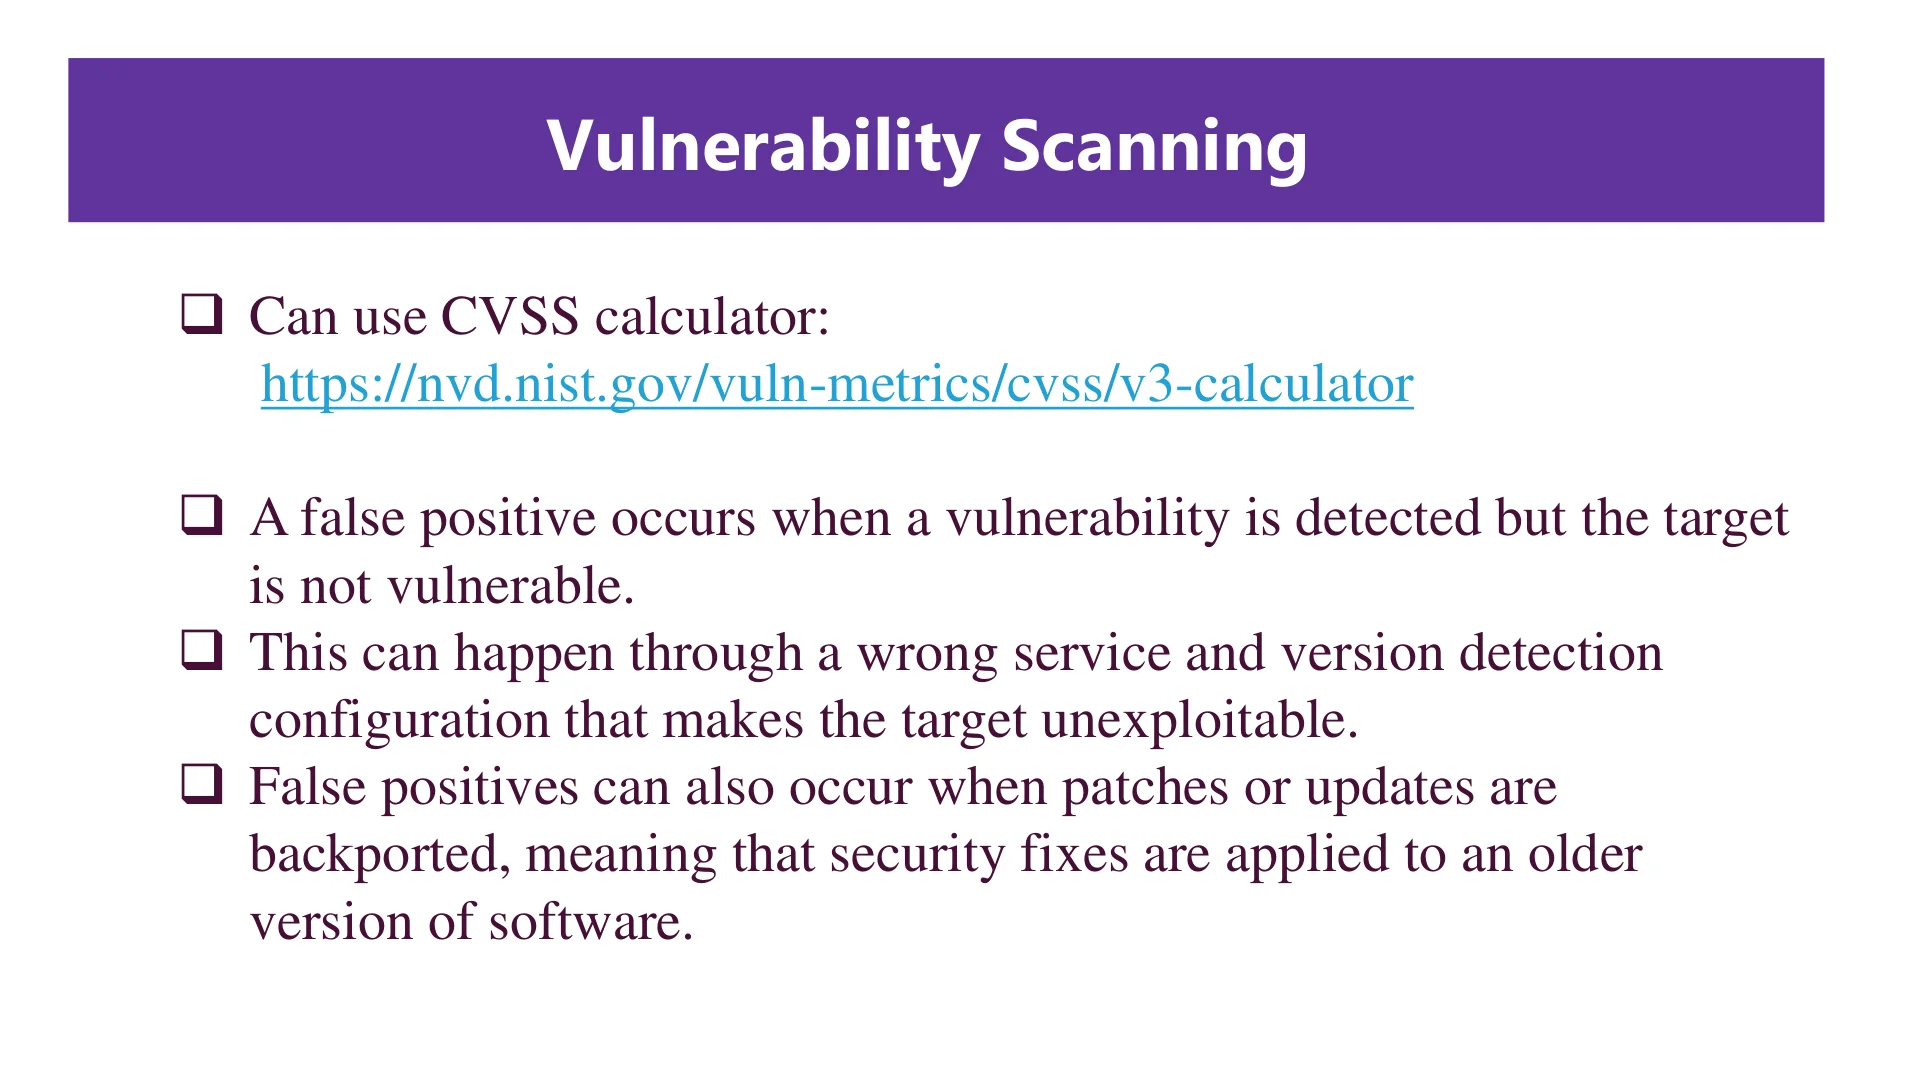 Vulnerability Scanning
❑ Can use CVSS calculator:
https://nvd.nist.gov/vuln-metrics/cvss/v3-calculator
❑ A false positive occurs when a vulnerability is detected but the target
is not vulnerable.
❑ This can happen through a wrong service and version detection
configuration that makes the target unexploitable.
❑ False positives can also occur when patches or updates are
backported, meaning that security fixes are applied to an older
version of software.